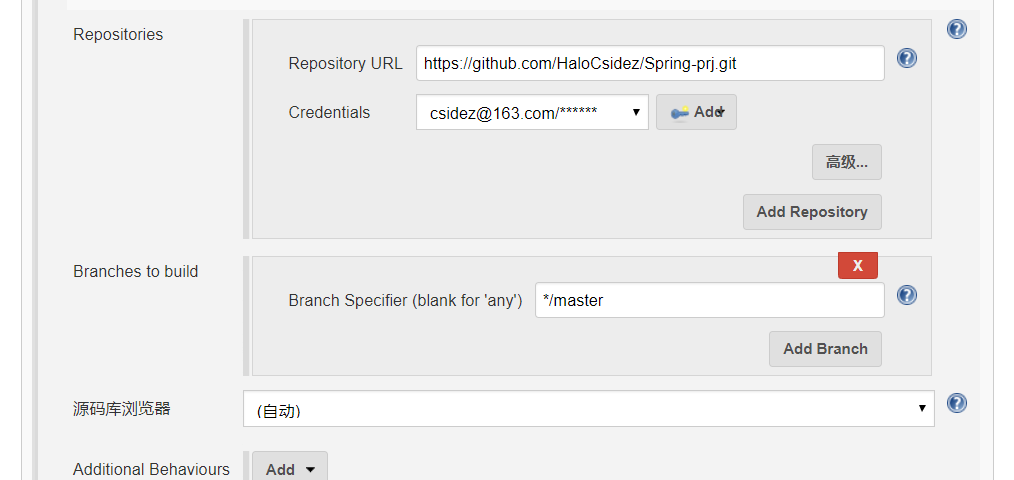 Repositories
Repository URL https://github.com/HaloCsidez/Spring-prj.git
Credentials csidez@163.com/****** Add
高级...
Add Repository
Branches to build
X
Branch Specifier (blank for 'any') */master
Add Branch
源码库浏览器 (自动)
Additional Behaviours Add